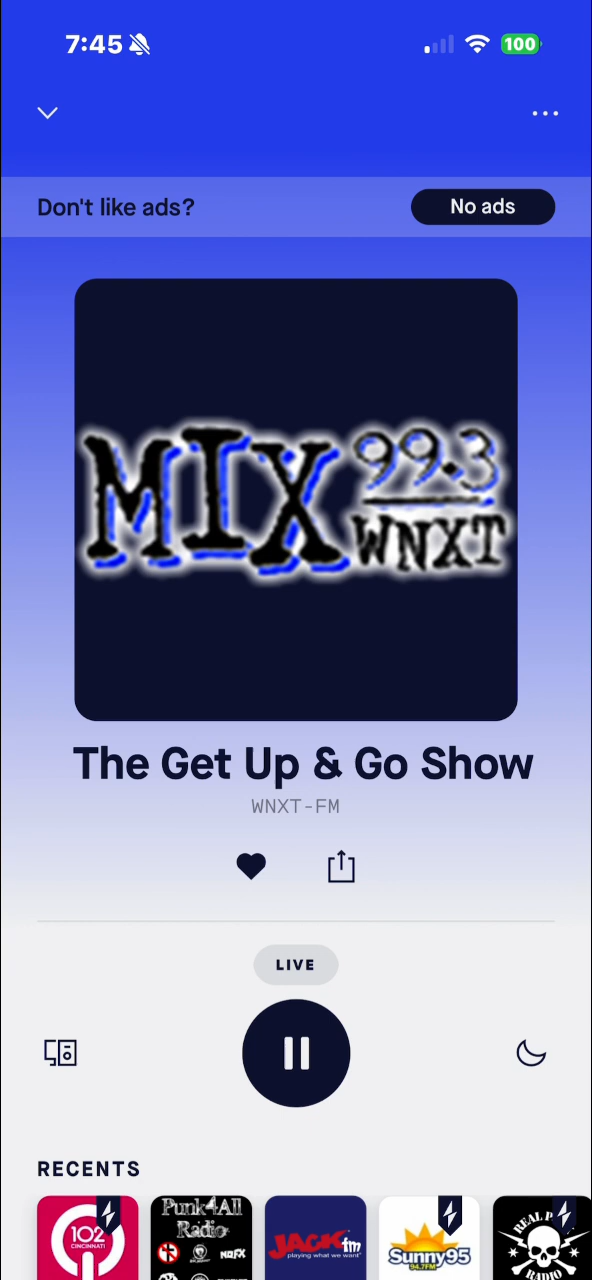 7:45
100
Don't like ads?
No ads
MIX 99.3
WNXT
The Get Up & Go Show
WNXT-FM
LIVE
RECENTS
102
CINCINNATI
Punk4All
Radio
NOFX
JACK fm
playing what we want
Sunny95
94.7FM
REAL P
RADIO